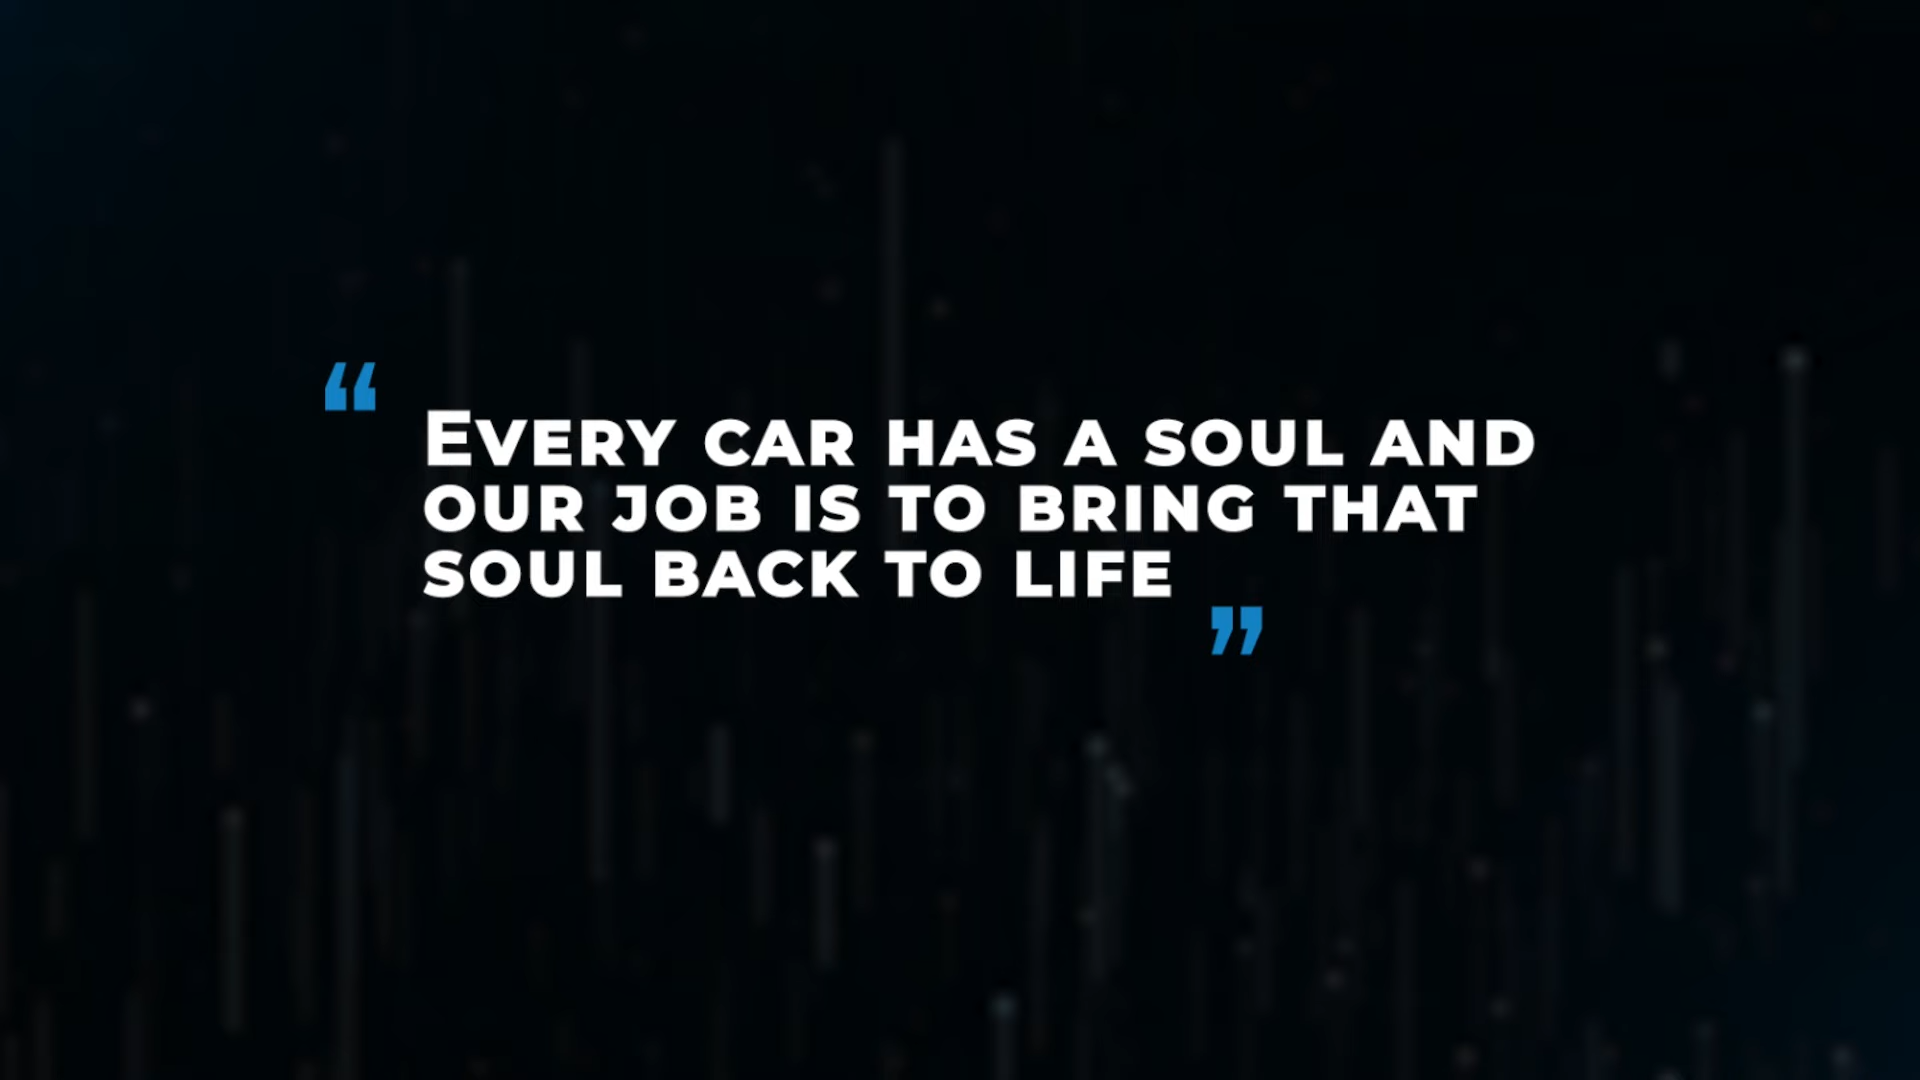 “EVERY CAR HAS A SOUL AND
OUR JOB IS TO BRING THAT
SOUL BACK TO LIFE”